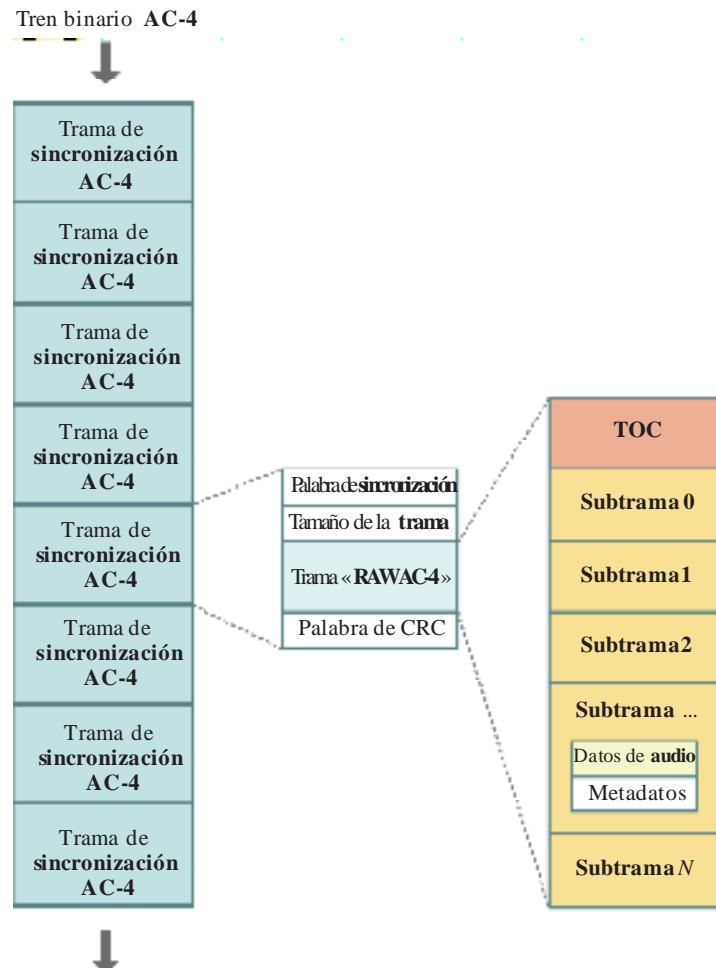 Tren binario AC-4
Trama de
sincronización
AC-4
Trama de
sincronización
AC-4
Trama de
sincronización
AC-4
Trama de
sincronización
AC-4
Trama de
sincronización
AC-4
Trama de
sincronización
AC-4
Trama de
sincronización
AC-4
Trama de
sincronización
AC-4
Palabra de sincronización
Tamaño de la trama
Trama « RAW AC-4 »
Palabra de CRC
TOC
Subtrama 0
Subtrama 1
Subtrama 2
Subtrama ...
Datos de audio
Metadatos
Subtrama N